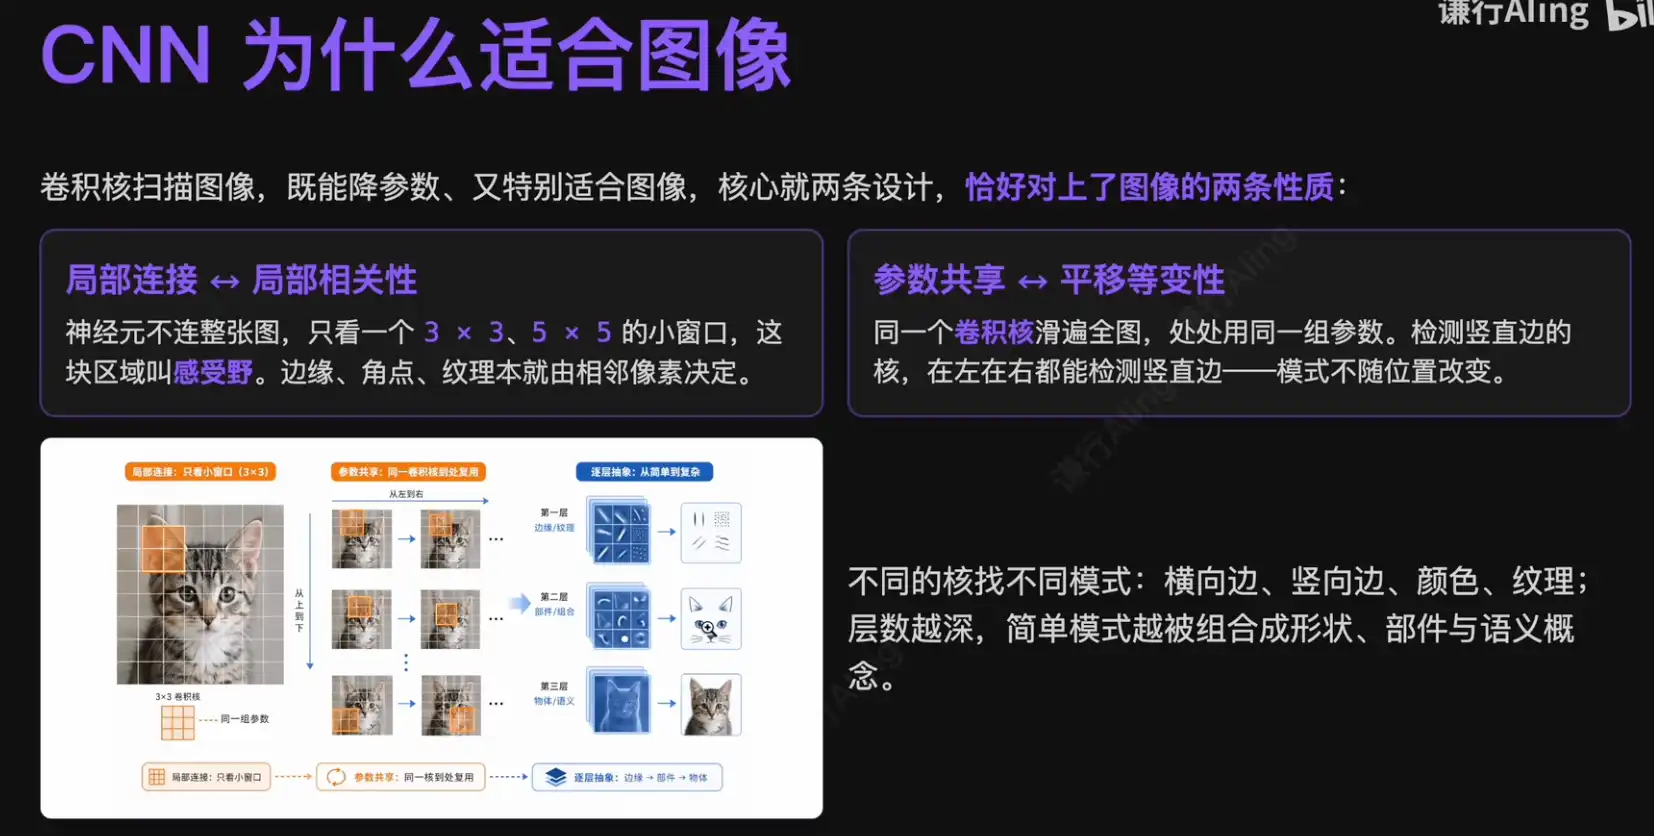 谦行AIing
CNN 为什么适合图像
卷积核扫描图像，既能降参数、又特别适合图像，核心就两条设计，恰好对上了图像的两条性质：
局部连接 ↔ 局部相关性
神经元不连整张图，只看一个 3 × 3、5 × 5 的小窗口，这
块区域叫感受野。边缘、角点、纹理本就由相邻像素决定。
参数共享 ↔ 平移等变性
同一个卷积核滑遍全图，处处用同一组参数。检测竖直边的
核，在左在右都能检测竖直边——模式不随位置改变。
局部连接：只看小窗口（3×3）
3×3 卷积核
同一组参数
参数共享：同一卷积核到处复用
从左到右
从上到下
逐层抽象：从简单到复杂
第一层
边缘/纹理
第二层
部件/组合
第三层
物体/语义
局部连接：只看小窗口
参数共享：同一核到处复用
逐层抽象：边缘 → 部件 → 物体
不同的核找不同模式：横向边、竖向边、颜色、纹理；
层数越深，简单模式越被组合成形状、部件与语义概
念。